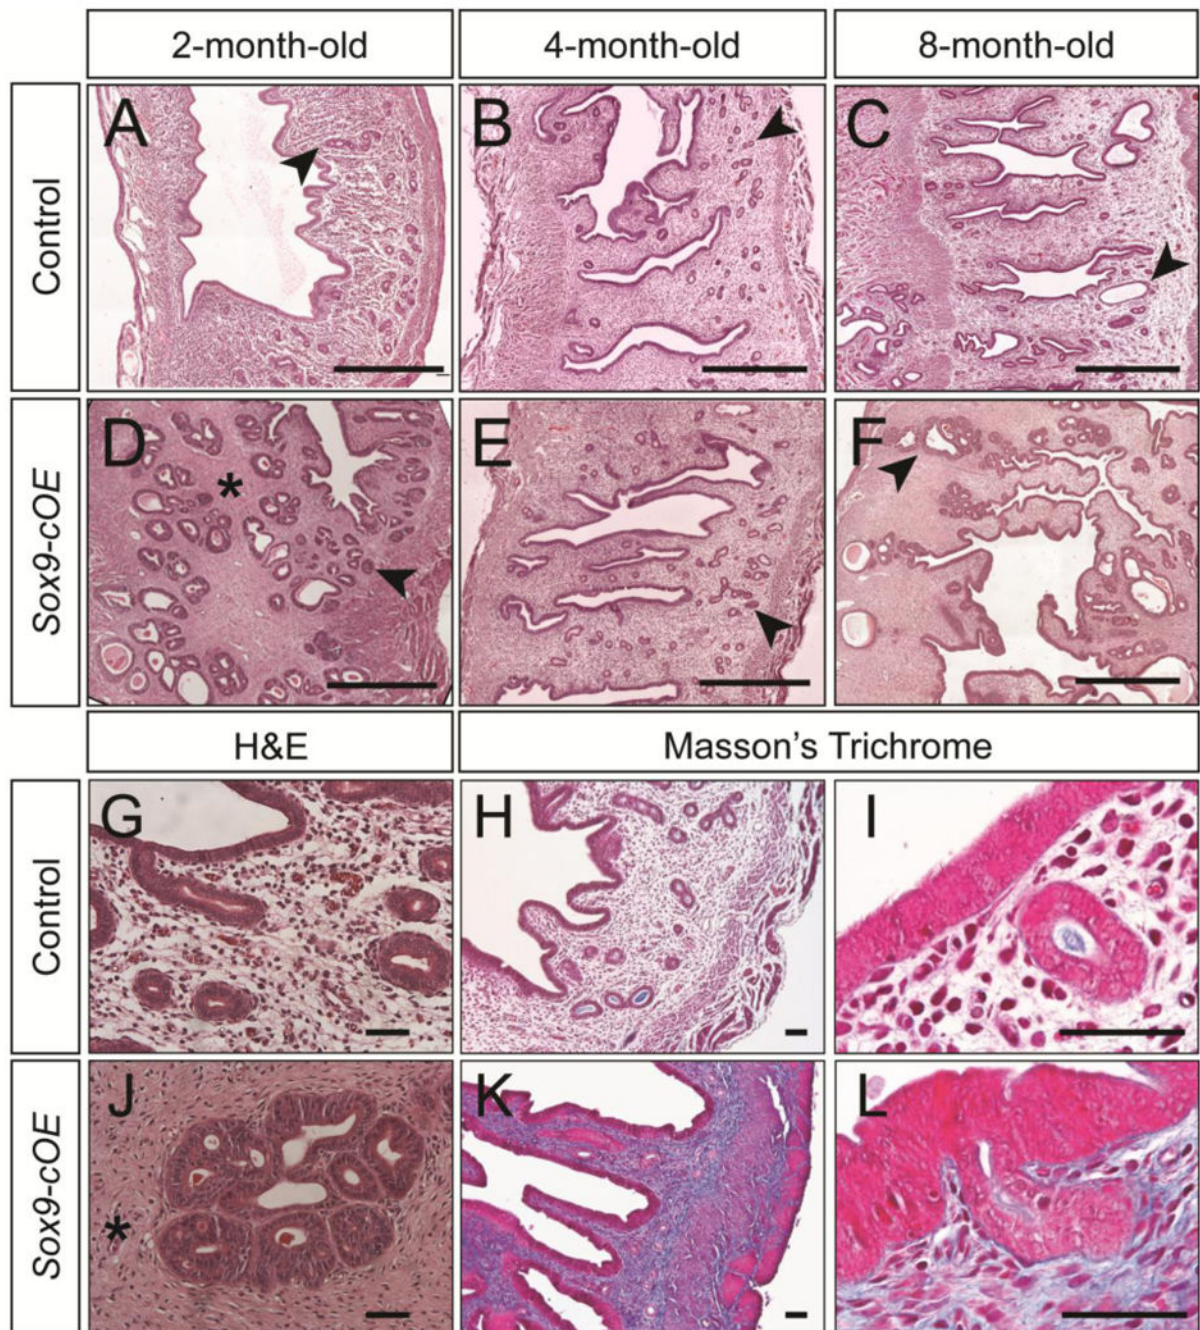 2-month-old 4-month-old 8-month-old
Control
A B C
Sox9-cOE
D * E F
H&E Masson's Trichrome
Control
G H I
Sox9-cOE
J * K L